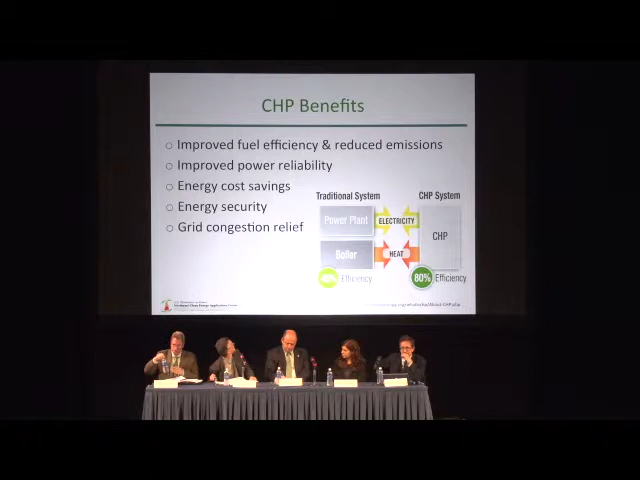 CHP Benefits
Improved fuel efficiency & reduced emissions
Improved power reliability
Energy cost savings
Energy security
Grid congestion relief
Traditional System
CHP System
Power Plant
ELECTRICITY
CHP
Boiler
HEAT
Efficiency
80% Efficiency